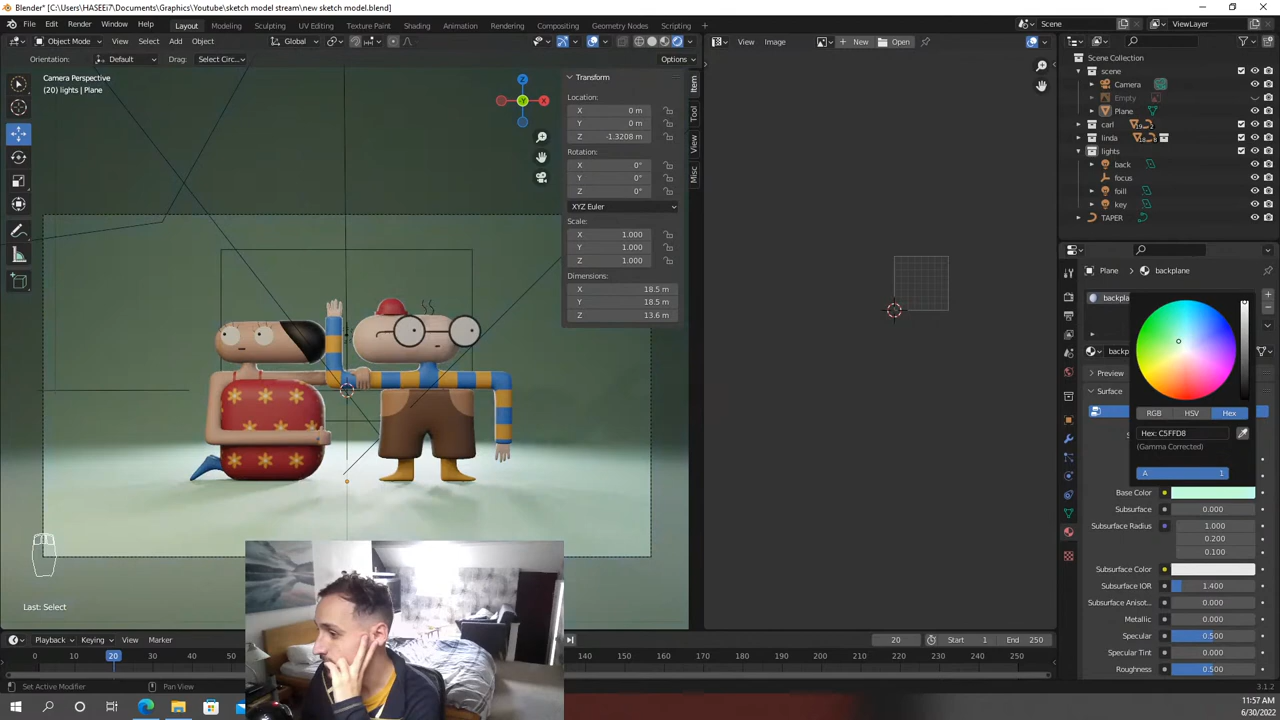 Blender* [C:\Users\HASEEi7\Documents\Graphics\Youtube\sketch model stream\new sketch model.blend]
File Edit Render Window Help Layout Modeling Sculpting UV Editing Texture Paint Shading Animation Rendering Compositing Geometry Nodes Scripting + Scene ViewLayer
Object Mode View Select Add Object Global View Image New Open
Orientation: Default Drag: Select Circ... Options
Camera Perspective
(20) lights | Plane
Z
X
Y
Transform
Location:
X 0 m
Y 0 m
Z -1.3208 m
Rotation:
X 0°
Y 0°
Z 0°
XYZ Euler
Scale:
X 1.000
Y 1.000
Z 1.000
Dimensions:
X 18.5 m
Y 18.5 m
Z 13.6 m
Item
Tool
View
Misc
Scene Collection
scene
Camera
Empty
Plane
carl
linda
lights
back
focus
foill
key
TAPER
Plane backplane
backpla
backp
Preview
Surface
RGB HSV Hex
Hex: C5FFD8
(Gamma Corrected)
A 1
Base Color
Subsurface 0.000
Subsurface Radius 1.000
0.200
0.100
Subsurface Color
Subsurface IOR 1.400
Subsurface Anisot... 0.000
Metallic 0.000
Specular 0.500
Specular Tint 0.000
Roughness 0.500
Last: Select
Playback Keying View Marker 20 Start 1 End 250
0 10 20 30 40 50 140 150 160 170 180 190 200 210 220 230 240 250
Set Active Modifier Pan View 3.1.2
11:57 AM
6/30/2022